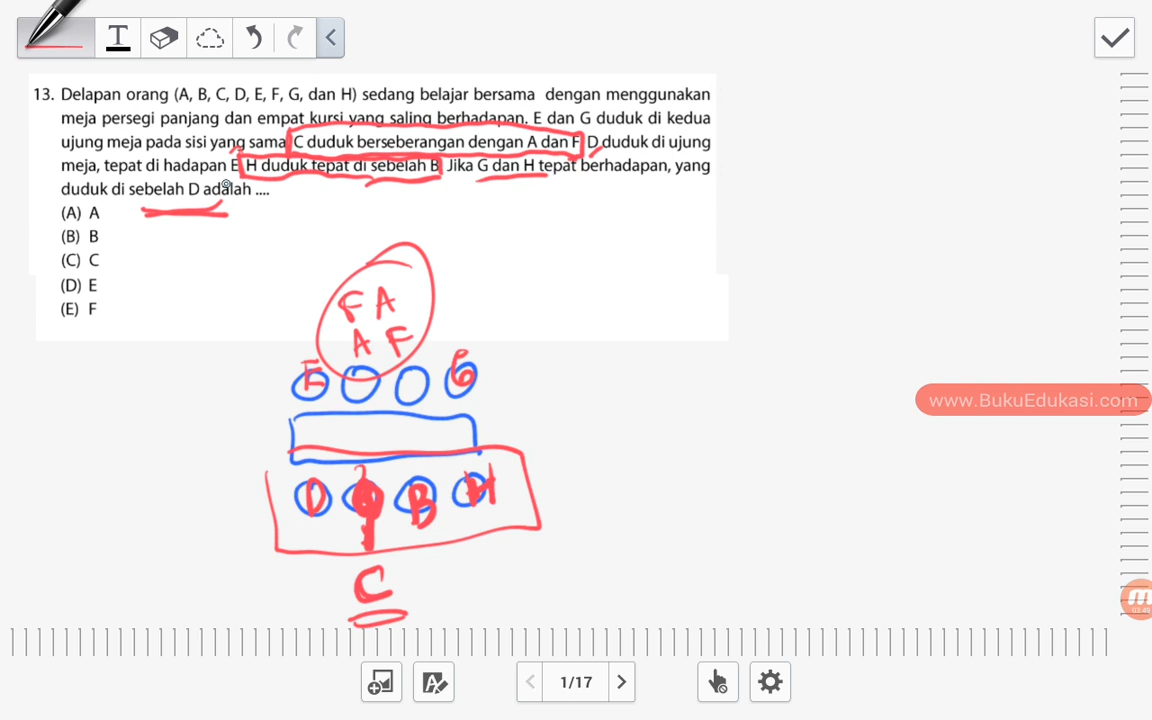 T
13. Delapan orang (A, B, C, D, E, F, G, dan H) sedang belajar bersama dengan menggunakan
meja persegi panjang dan empat kursi yang saling berhadapan. E dan G duduk di kedua
ujung meja pada sisi yang sama C duduk berseberangan dengan A dan F D duduk di ujung
meja, tepat di hadapan E H duduk tepat di sebelah B Jika G dan H tepat berhadapan, yang
duduk di sebelah D adalah ....
(A) A
(B) B
(C) C
(D) E
(E) F
F A
A F
E G
www.BukuEdukasi.com
D B H
C
03:49
1/17